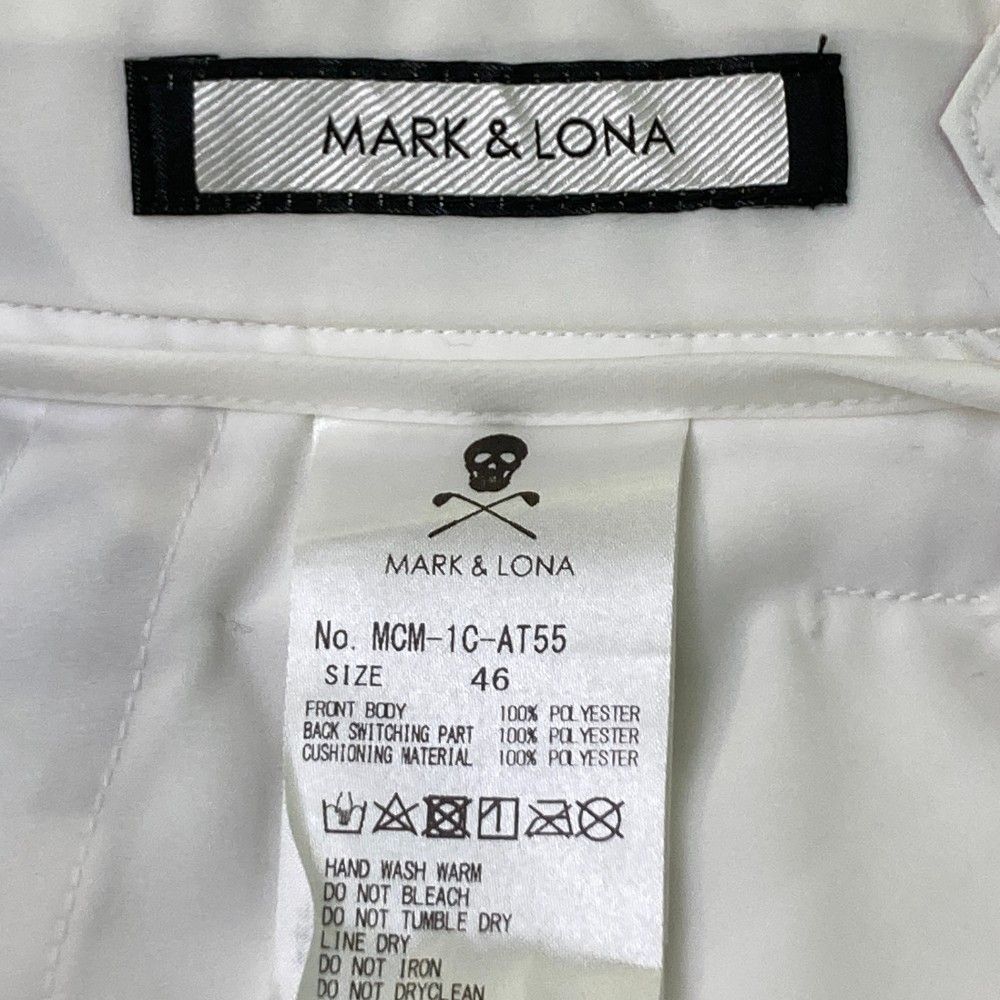 MARK & LONA
MARK & LONA
No. MCM-1C-AT55
SIZE 46
FRONT BODY 100% POLYESTER
BACK SWITCHING PART 100% POLYESTER
CUSHIONING MATERIAL 100% POLYESTER
HAND WASH WARM
DO NOT BLEACH
DO NOT TUMBLE DRY
LINE DRY
DO NOT IRON
DO NOT DRYCLEAN